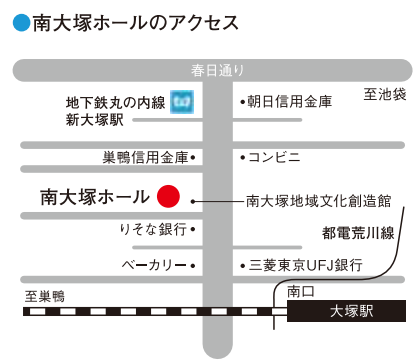 ●南大塚ホールのアクセス
春日通り
地下鉄丸の内線
新大塚駅
•朝日信用金庫
至池袋
巣鴨信用金庫•
•コンビニ
南大塚ホール
南大塚地域文化創造館
りそな銀行•
都電荒川線
ベーカリー•
•三菱東京UFJ銀行
至巣鴨
南口
大塚駅